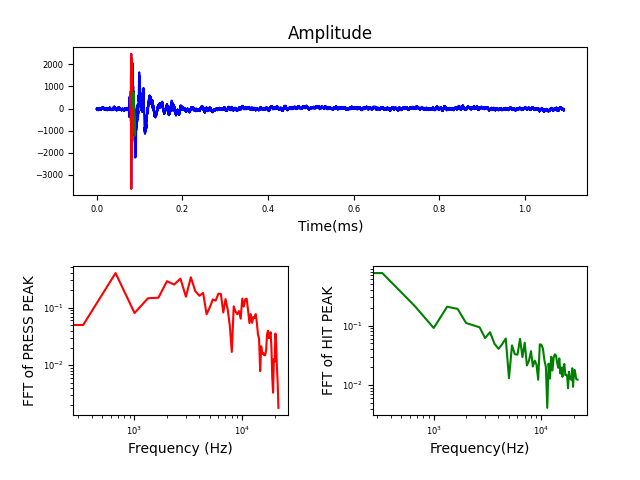 Amplitude
2000
1000
0
−1000
−2000
−3000
0.0 0.2 0.4 0.6 0.8 1.0
Time(ms)
FFT of PRESS PEAK
10⁻¹
10⁻²
10³ 10⁴
Frequency (Hz)
FFT of HIT PEAK
10⁻¹
10⁻²
10³ 10⁴
Frequency(Hz)